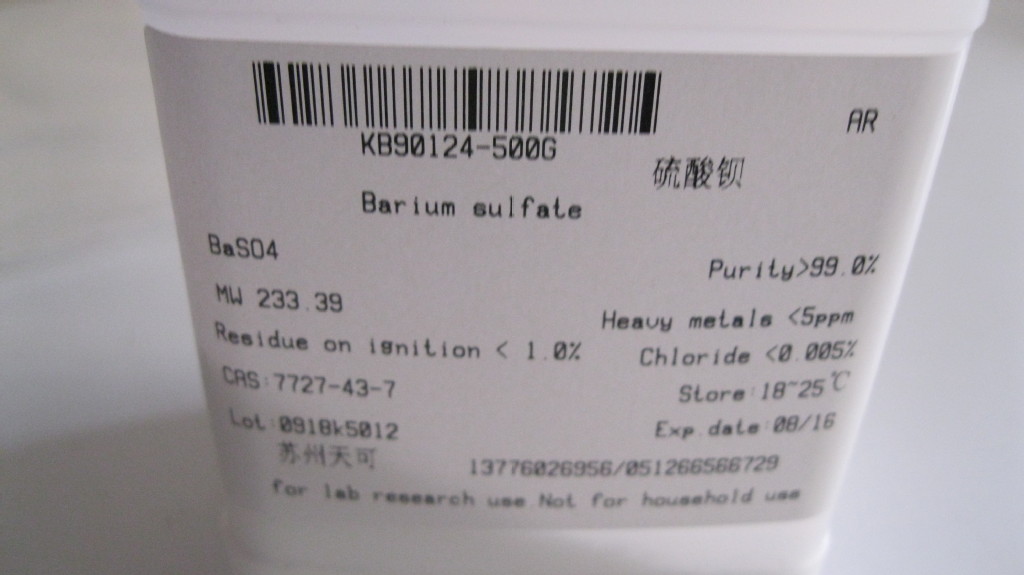 AR
KB90124-500G
硫酸钡
Barium sulfate
BaSO4
Purity>99.0%
MW 233.39
Heavy metals <5ppm
Residue on ignition < 1.0%
Chloride <0.005%
CAS:7727-43-7
Store:18~25℃
Lot:0918k5012
Exp.date:08/16
苏州天可
13776026956/051266566729
for lab research use Not for household use